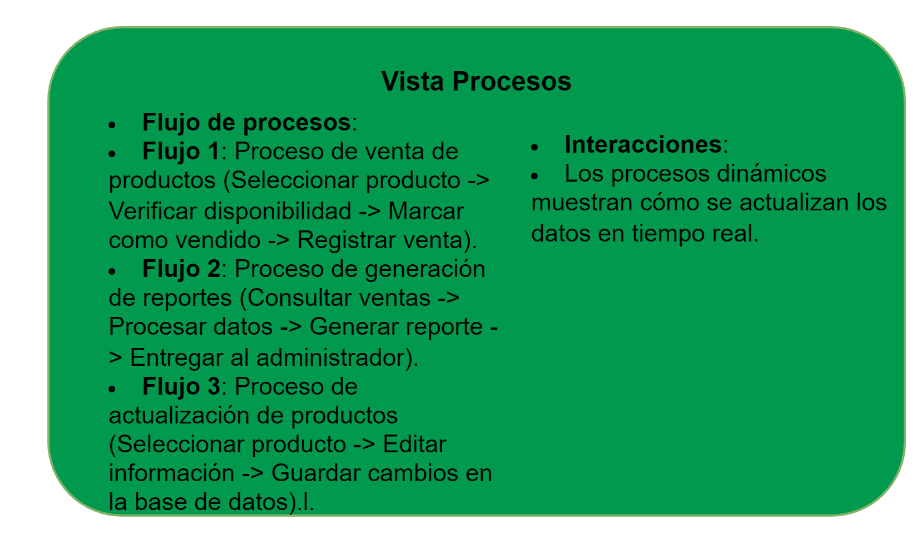 Vista Procesos
• Flujo de procesos:
• Flujo 1: Proceso de venta de
productos (Seleccionar producto ->
Verificar disponibilidad -> Marcar
como vendido -> Registrar venta).
• Flujo 2: Proceso de generación
de reportes (Consultar ventas ->
Procesar datos -> Generar reporte -
> Entregar al administrador).
• Flujo 3: Proceso de
actualización de productos
(Seleccionar producto -> Editar
información -> Guardar cambios en
la base de datos).l.
• Interacciones:
• Los procesos dinámicos
muestran cómo se actualizan los
datos en tiempo real.